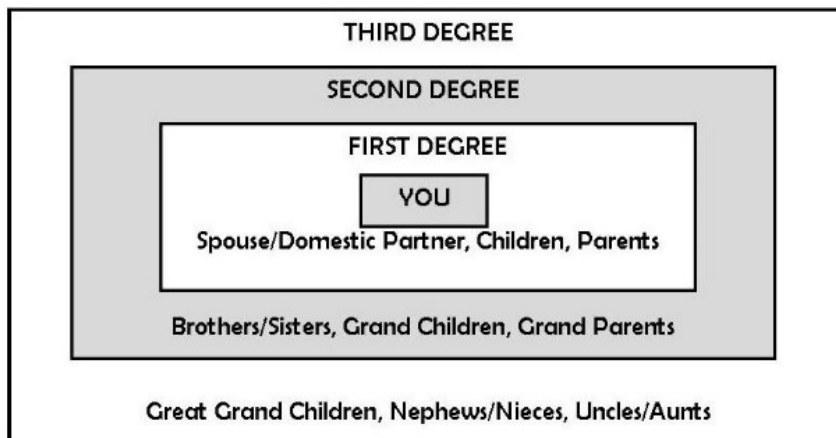 THIRD DEGREE
SECOND DEGREE
FIRST DEGREE
YOU
Spouse/Domestic Partner, Children, Parents
Brothers/Sisters, Grand Children, Grand Parents
Great Grand Children, Nephews/Nieces, Uncles/Aunts